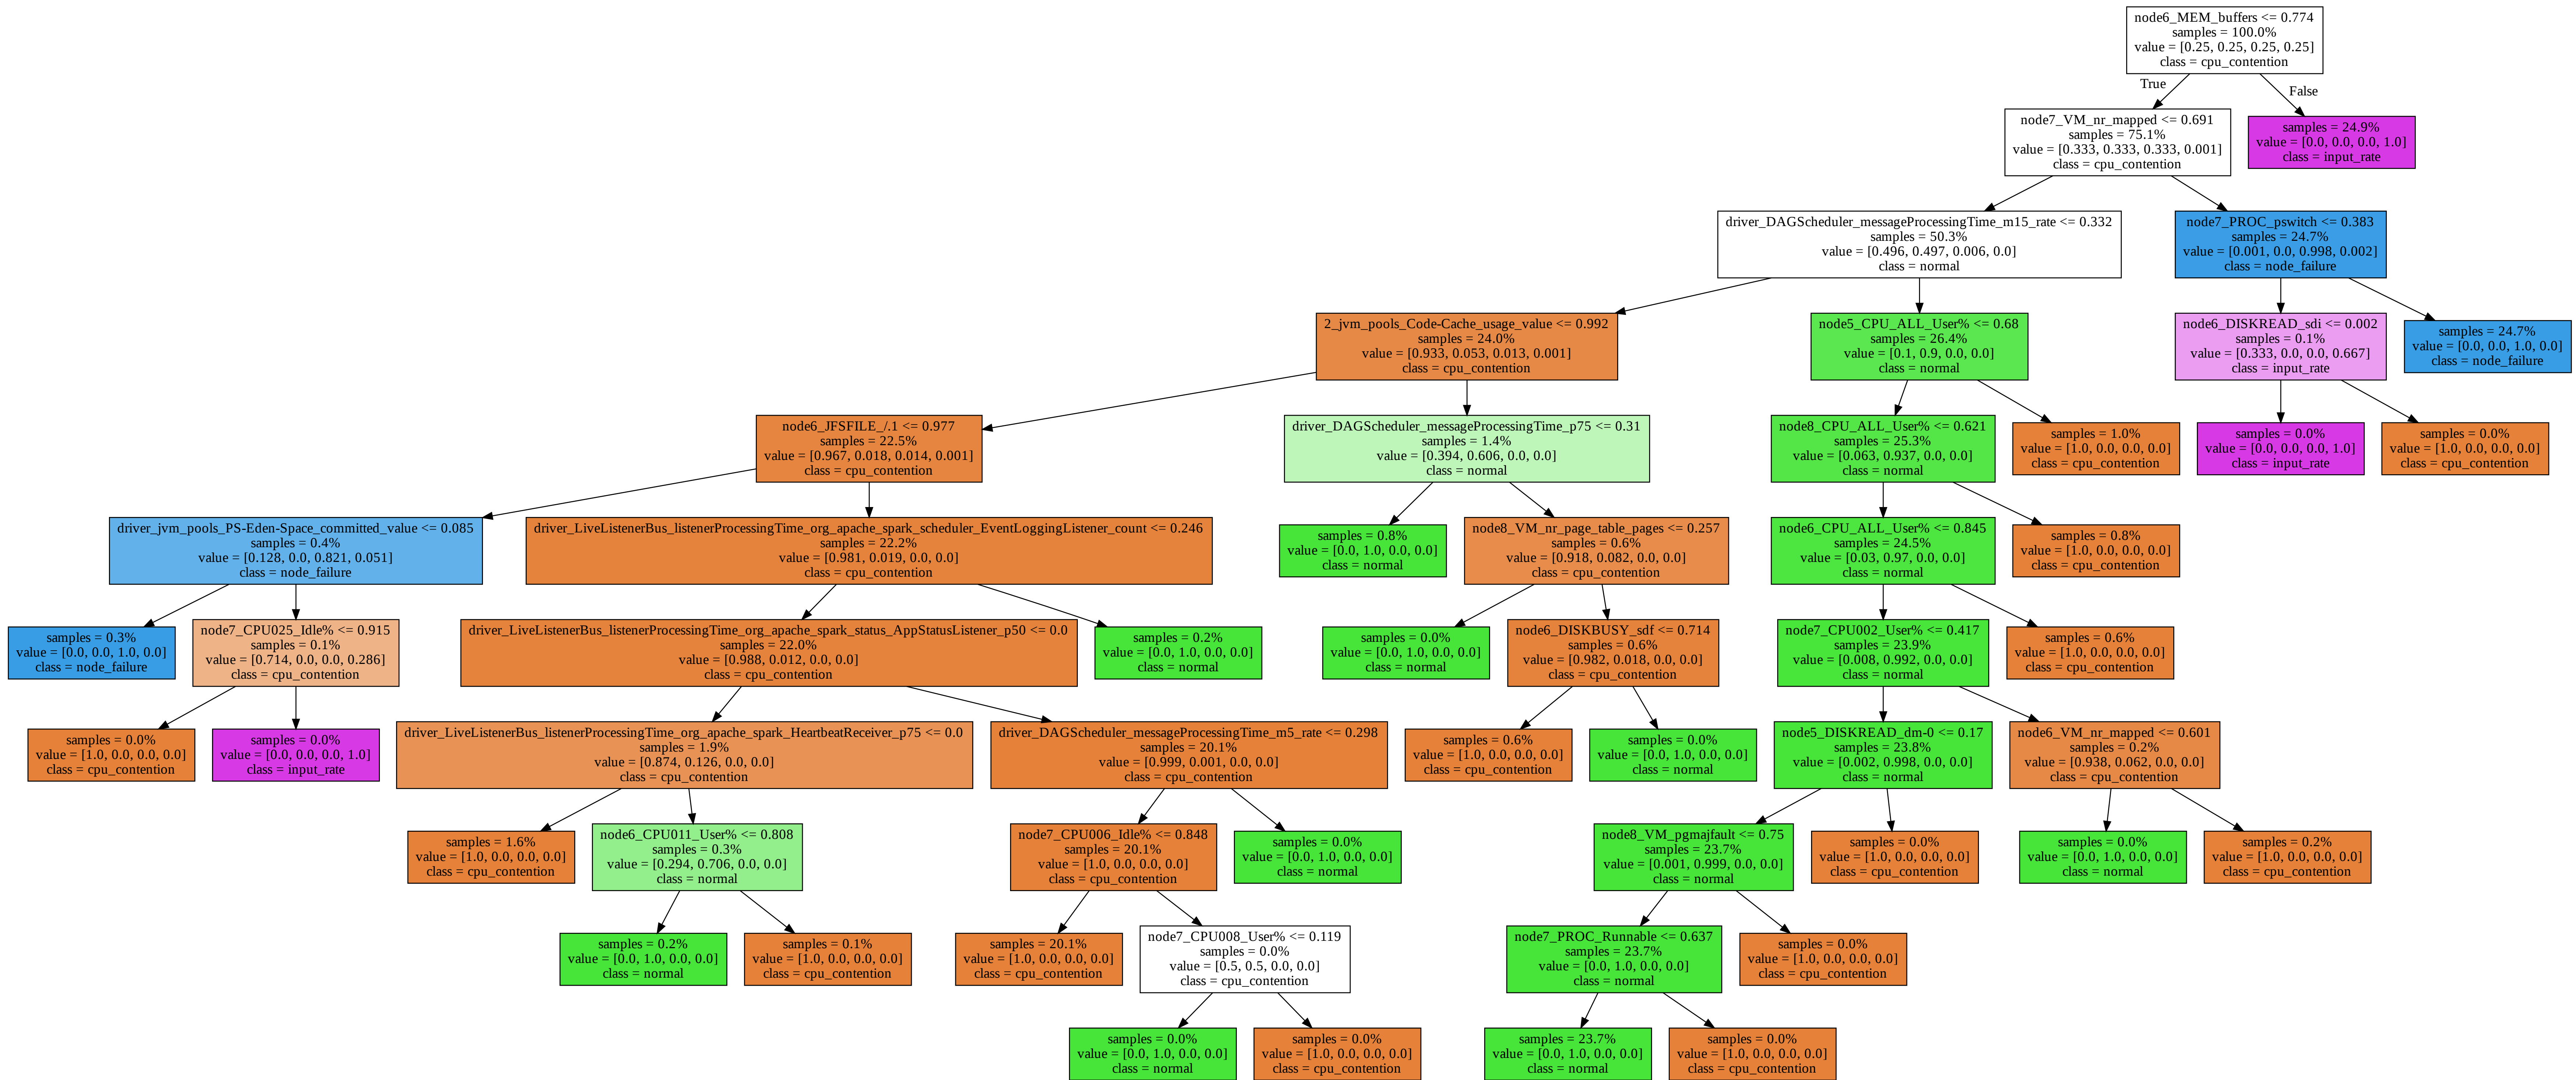 node6_MEM_buffers <= 0.774
samples = 100.0%
value = [0.25, 0.25, 0.25, 0.25]
class = cpu_contention
True
False
node7_VM_nr_mapped <= 0.691
samples = 75.1%
value = [0.333, 0.333, 0.333, 0.001]
class = cpu_contention
samples = 24.9%
value = [0.0, 0.0, 0.0, 1.0]
class = input_rate
driver_DAGScheduler_messageProcessingTime_m15_rate <= 0.332
samples = 50.3%
value = [0.496, 0.497, 0.006, 0.0]
class = normal
node7_PROC_pswitch <= 0.383
samples = 24.7%
value = [0.001, 0.0, 0.998, 0.002]
class = node_failure
2_jvm_pools_Code-Cache_usage_value <= 0.992
samples = 24.0%
value = [0.933, 0.053, 0.013, 0.001]
class = cpu_contention
node5_CPU_ALL_User% <= 0.68
samples = 26.4%
value = [0.1, 0.9, 0.0, 0.0]
class = normal
node6_DISKREAD_sdi <= 0.002
samples = 0.1%
value = [0.333, 0.0, 0.0, 0.667]
class = input_rate
samples = 24.7%
value = [0.0, 0.0, 1.0, 0.0]
class = node_failure
node6_JFSFILE_/.1 <= 0.977
samples = 22.5%
value = [0.967, 0.018, 0.014, 0.001]
class = cpu_contention
driver_DAGScheduler_messageProcessingTime_p75 <= 0.31
samples = 1.4%
value = [0.394, 0.606, 0.0, 0.0]
class = normal
node8_CPU_ALL_User% <= 0.621
samples = 25.3%
value = [0.063, 0.937, 0.0, 0.0]
class = normal
samples = 1.0%
value = [1.0, 0.0, 0.0, 0.0]
class = cpu_contention
samples = 0.0%
value = [0.0, 0.0, 0.0, 1.0]
class = input_rate
samples = 0.0%
value = [1.0, 0.0, 0.0, 0.0]
class = cpu_contention
driver_jvm_pools_PS-Eden-Space_committed_value <= 0.085
samples = 0.4%
value = [0.128, 0.0, 0.821, 0.051]
class = node_failure
driver_LiveListenerBus_listenerProcessingTime_org_apache_spark_scheduler_EventLoggingListener_count <= 0.246
samples = 22.2%
value = [0.981, 0.019, 0.0, 0.0]
class = cpu_contention
samples = 0.8%
value = [0.0, 1.0, 0.0, 0.0]
class = normal
node8_VM_nr_page_table_pages <= 0.257
samples = 0.6%
value = [0.918, 0.082, 0.0, 0.0]
class = cpu_contention
node6_CPU_ALL_User% <= 0.845
samples = 24.5%
value = [0.03, 0.97, 0.0, 0.0]
class = normal
samples = 0.8%
value = [1.0, 0.0, 0.0, 0.0]
class = cpu_contention
samples = 0.3%
value = [0.0, 0.0, 1.0, 0.0]
class = node_failure
node7_CPU025_Idle% <= 0.915
samples = 0.1%
value = [0.714, 0.0, 0.0, 0.286]
class = cpu_contention
driver_LiveListenerBus_listenerProcessingTime_org_apache_spark_status_AppStatusListener_p50 <= 0.0
samples = 22.0%
value = [0.988, 0.012, 0.0, 0.0]
class = cpu_contention
samples = 0.2%
value = [0.0, 1.0, 0.0, 0.0]
class = normal
samples = 0.0%
value = [0.0, 1.0, 0.0, 0.0]
class = normal
node6_DISKBUSY_sdf <= 0.714
samples = 0.6%
value = [0.982, 0.018, 0.0, 0.0]
class = cpu_contention
node7_CPU002_User% <= 0.417
samples = 23.9%
value = [0.008, 0.992, 0.0, 0.0]
class = normal
samples = 0.6%
value = [1.0, 0.0, 0.0, 0.0]
class = cpu_contention
samples = 0.0%
value = [1.0, 0.0, 0.0, 0.0]
class = cpu_contention
samples = 0.0%
value = [0.0, 0.0, 0.0, 1.0]
class = input_rate
driver_LiveListenerBus_listenerProcessingTime_org_apache_spark_HeartbeatReceiver_p75 <= 0.0
samples = 1.9%
value = [0.874, 0.126, 0.0, 0.0]
class = cpu_contention
driver_DAGScheduler_messageProcessingTime_m5_rate <= 0.298
samples = 20.1%
value = [0.999, 0.001, 0.0, 0.0]
class = cpu_contention
samples = 0.6%
value = [1.0, 0.0, 0.0, 0.0]
class = cpu_contention
samples = 0.0%
value = [0.0, 1.0, 0.0, 0.0]
class = normal
node5_DISKREAD_dm-0 <= 0.17
samples = 23.8%
value = [0.002, 0.998, 0.0, 0.0]
class = normal
node6_VM_nr_mapped <= 0.601
samples = 0.2%
value = [0.938, 0.062, 0.0, 0.0]
class = cpu_contention
samples = 1.6%
value = [1.0, 0.0, 0.0, 0.0]
class = cpu_contention
node6_CPU011_User% <= 0.808
samples = 0.3%
value = [0.294, 0.706, 0.0, 0.0]
class = normal
node7_CPU006_Idle% <= 0.848
samples = 20.1%
value = [1.0, 0.0, 0.0, 0.0]
class = cpu_contention
samples = 0.0%
value = [0.0, 1.0, 0.0, 0.0]
class = normal
node8_VM_pgmajfault <= 0.75
samples = 23.7%
value = [0.001, 0.999, 0.0, 0.0]
class = normal
samples = 0.0%
value = [1.0, 0.0, 0.0, 0.0]
class = cpu_contention
samples = 0.0%
value = [0.0, 1.0, 0.0, 0.0]
class = normal
samples = 0.2%
value = [1.0, 0.0, 0.0, 0.0]
class = cpu_contention
samples = 0.2%
value = [0.0, 1.0, 0.0, 0.0]
class = normal
samples = 0.1%
value = [1.0, 0.0, 0.0, 0.0]
class = cpu_contention
samples = 20.1%
value = [1.0, 0.0, 0.0, 0.0]
class = cpu_contention
node7_CPU008_User% <= 0.119
samples = 0.0%
value = [0.5, 0.5, 0.0, 0.0]
class = cpu_contention
node7_PROC_Runnable <= 0.637
samples = 23.7%
value = [0.0, 1.0, 0.0, 0.0]
class = normal
samples = 0.0%
value = [1.0, 0.0, 0.0, 0.0]
class = cpu_contention
samples = 0.0%
value = [0.0, 1.0, 0.0, 0.0]
class = normal
samples = 0.0%
value = [1.0, 0.0, 0.0, 0.0]
class = cpu_contention
samples = 23.7%
value = [0.0, 1.0, 0.0, 0.0]
class = normal
samples = 0.0%
value = [1.0, 0.0, 0.0, 0.0]
class = cpu_contention